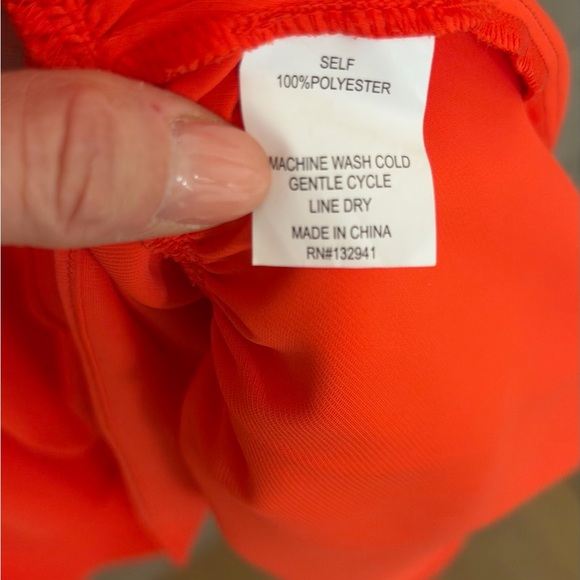 SELF
100%POLYESTER
MACHINE WASH COLD
GENTLE CYCLE
LINE DRY
MADE IN CHINA
RN#132941